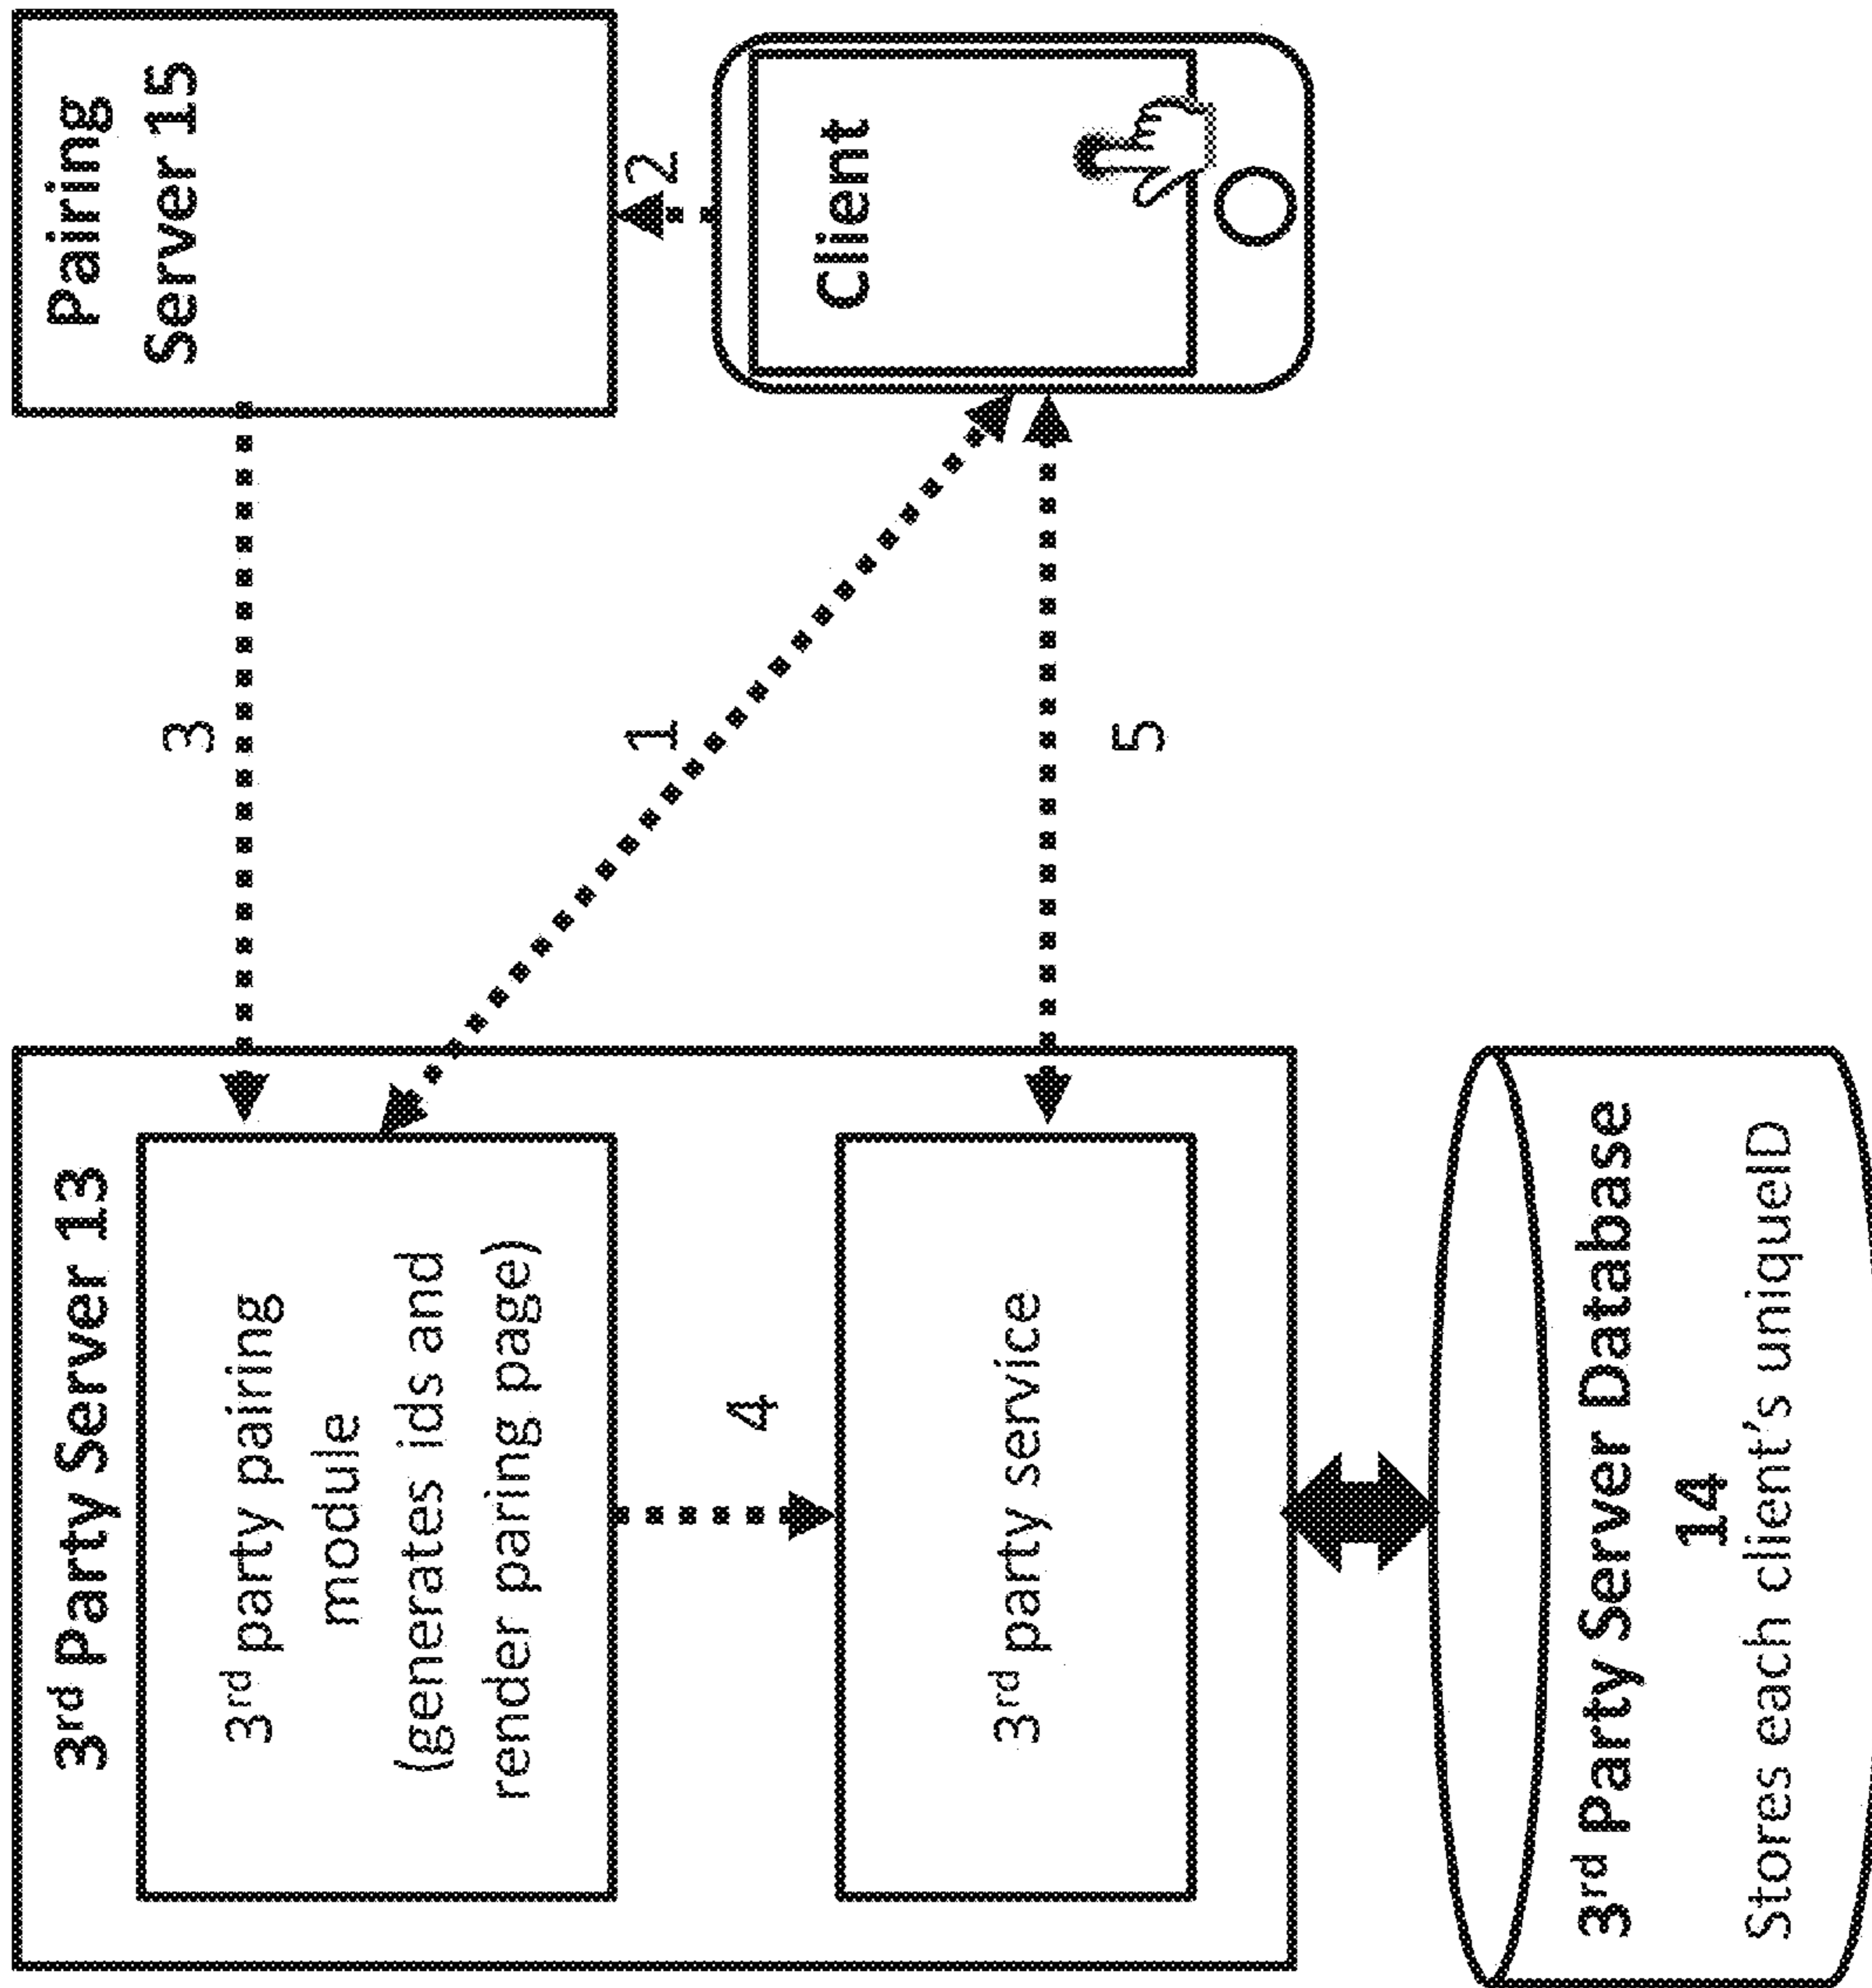 3rd Party Server 13
3rd party pairing
module
(generates ids and
render paring page)
4
3rd party service
3rd Party Server Database
14
Stores each client's uniqueID
3
1
5
Pairing
Server 15
2
Client